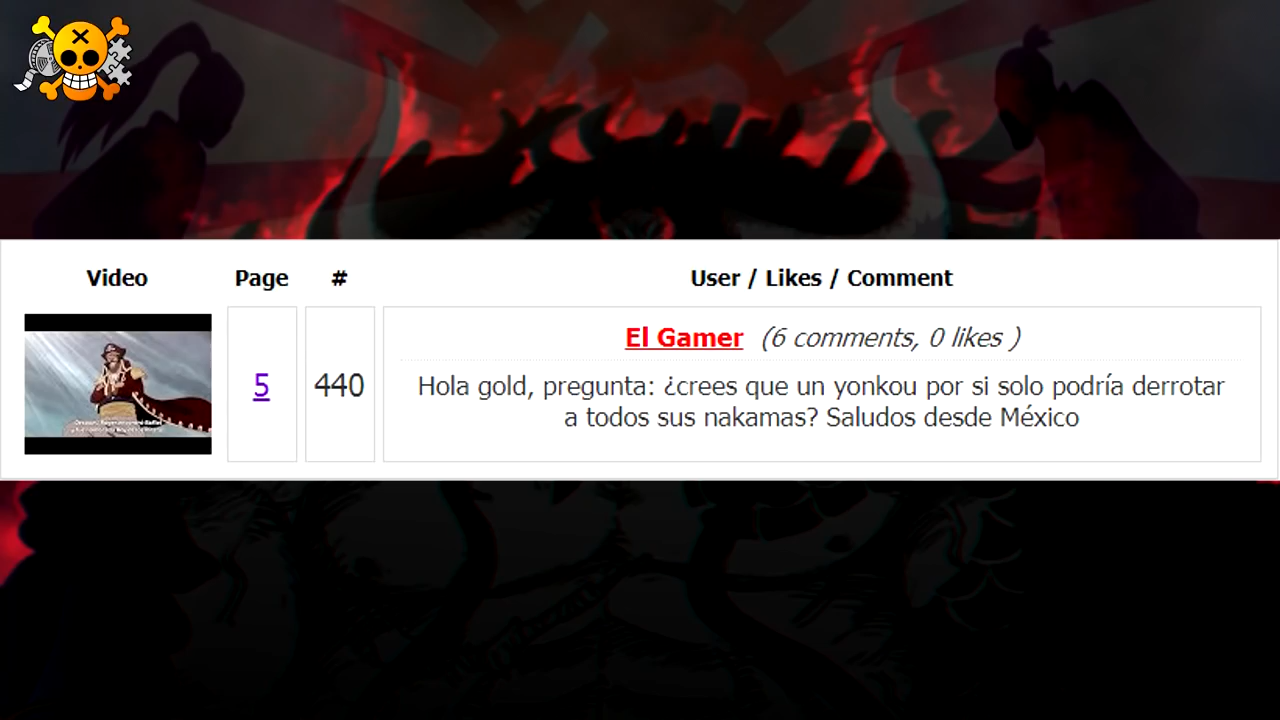 Video Page # User / Likes / Comment
El Gamer (6 comments, 0 likes )
5 440 Hola gold, pregunta: ¿crees que un yonkou por si solo podría derrotar
a todos sus nakamas? Saludos desde México